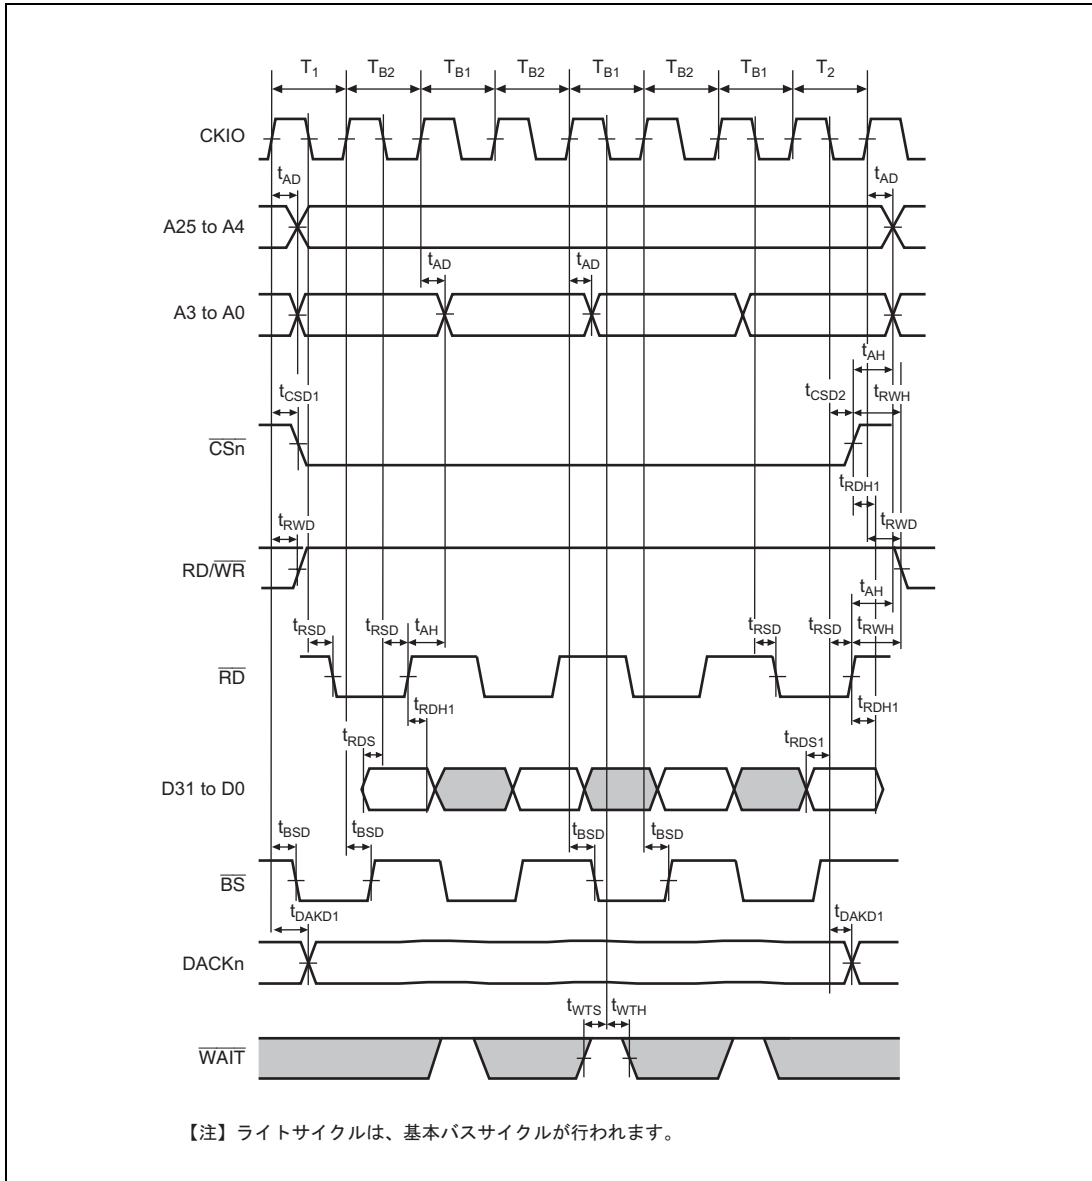 T1 TB2 TB1 TB2 TB1 TB2 TB1 T2
CKIO
tAD tAD
A25 to A4
tAD tAD
A3 to A0
tAH
tCSD1 tCSD2 tRWH
CSn
tRDH1
tRWD tRWD
RD/WR
tAH
tRSD tRSD tAH tRSD tRSD tRWH
RD
tRDH1 tRDH1
tRDS tRDS1
D31 to D0
tBSD tBSD tBSD tBSD
BS
tDAKD1 tDAKD1
DACKn
tWTS tWTH
WAIT
【注】ライトサイクルは、基本バスサイクルが行われます。